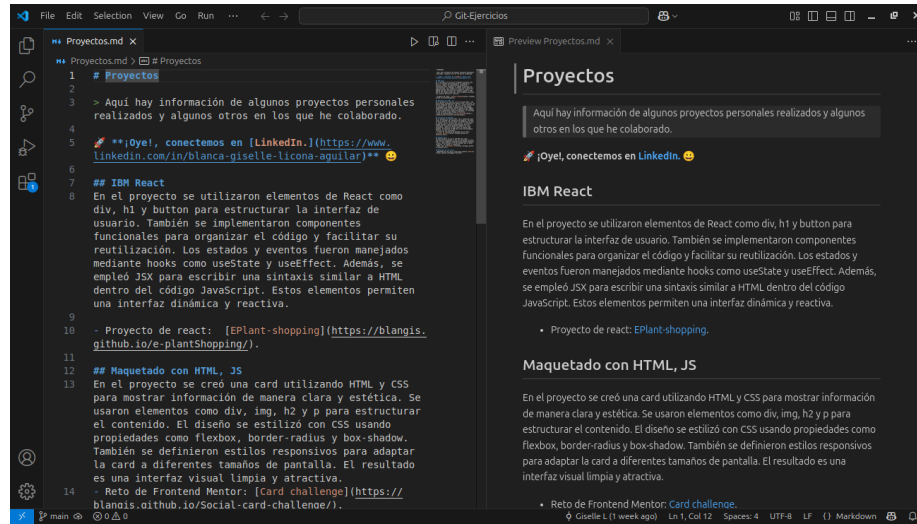 File Edit Selection View Go Run ··· Git-Ejercicios
Proyectos.md
Proyectos.md > # Proyectos
1 # Proyectos
2
3 > Aquí hay información de algunos proyectos personales
realizados y algunos otros en los que he colaborado.
4
5 🚀 **¡Oye!, conectemos en [LinkedIn.](https://www.
linkedin.com/in/blanca-giselle-licona-aguilar)** 😀
6
7 ## IBM React
8 En el proyecto se utilizaron elementos de React como
div, h1 y button para estructurar la interfaz de
usuario. También se implementaron componentes
funcionales para organizar el código y facilitar su
reutilización. Los estados y eventos fueron manejados
mediante hooks como useState y useEffect. Además, se
empleó JSX para escribir una sintaxis similar a HTML
dentro del código JavaScript. Estos elementos permiten
una interfaz dinámica y reactiva.
9
10 - Proyecto de react:  [EPlant-shopping](https://blangis.
github.io/e-plantShopping/).
11
12 ## Maquetado con HTML, JS
13 En el proyecto se creó una card utilizando HTML y CSS
para mostrar información de manera clara y estética. Se
usaron elementos como div, img, h2 y p para estructurar
el contenido. El diseño se estilizó con CSS usando
propiedades como flexbox, border-radius y box-shadow.
También se definieron estilos responsivos para adaptar
la card a diferentes tamaños de pantalla. El resultado
es una interfaz visual limpia y atractiva.
14 - Reto de Frontend Mentor: [Card challenge](https://
blangis.github.io/Social-card-challenge/).
Preview Proyectos.md
Proyectos
Aquí hay información de algunos proyectos personales realizados y algunos
otros en los que he colaborado.
🚀 ¡Oye!, conectemos en LinkedIn. 😀
IBM React
En el proyecto se utilizaron elementos de React como div, h1 y button para
estructurar la interfaz de usuario. También se implementaron componentes
funcionales para organizar el código y facilitar su reutilización. Los estados y
eventos fueron manejados mediante hooks como useState y useEffect. Además,
se empleó JSX para escribir una sintaxis similar a HTML dentro del código
JavaScript. Estos elementos permiten una interfaz dinámica y reactiva.
• Proyecto de react: EPlant-shopping.
Maquetado con HTML, JS
En el proyecto se creó una card utilizando HTML y CSS para mostrar información
de manera clara y estética. Se usaron elementos como div, img, h2 y p para
estructurar el contenido. El diseño se estilizó con CSS usando propiedades como
flexbox, border-radius y box-shadow. También se definieron estilos responsivos
para adaptar la card a diferentes tamaños de pantalla. El resultado es una
interfaz visual limpia y atractiva.
• Reto de Frontend Mentor: Card challenge.
1
main 0 0 Giselle L (1 week ago) Ln 1, Col 12 Spaces: 4 UTF-8 LF {} Markdown